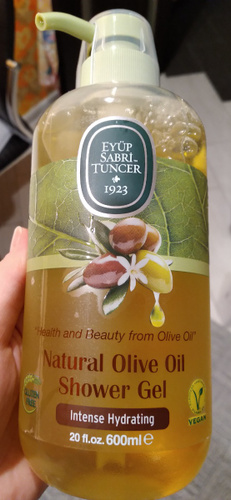 EYÜP
SABRİ
TUNCER
1923
"Health and Beauty from Olive Oil"
Natural Olive Oil
Shower Gel
Intense Hydrating
20 fl.oz. 600ml e
VEGAN